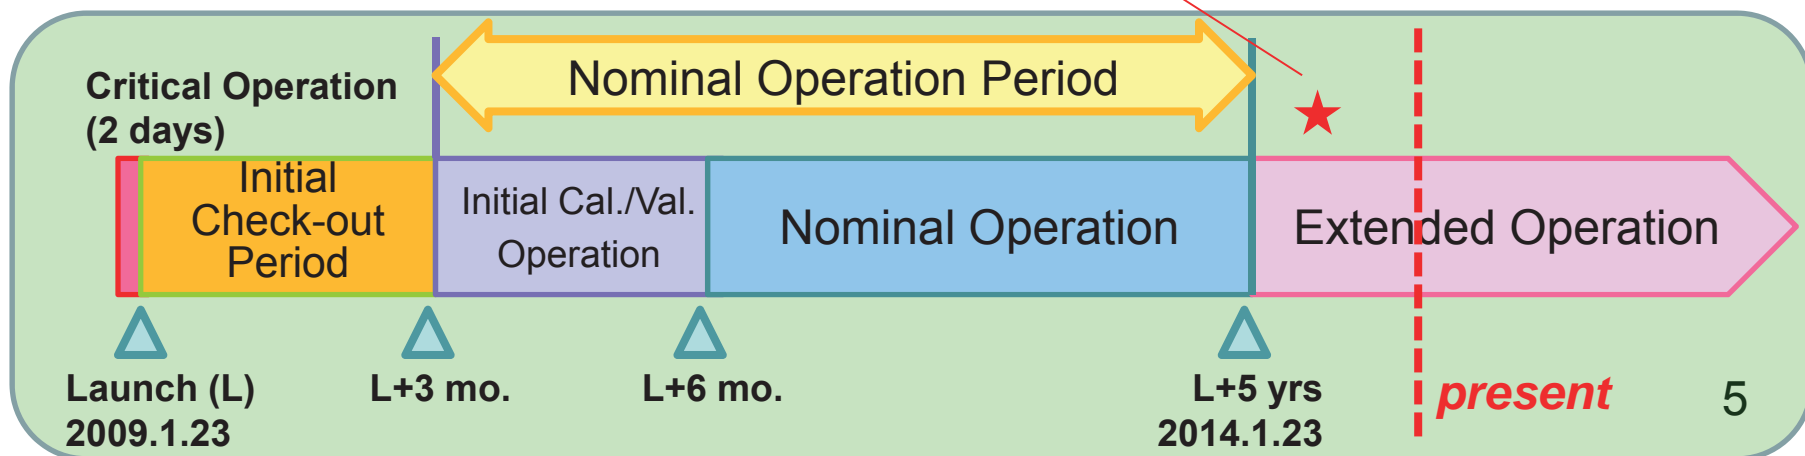 Nominal Operation Period
Critical Operation
(2 days)
Initial
Check-out
Period
Initial Cal./Val.
Operation
Nominal Operation
Extended Operation
Launch (L)
2009.1.23
L+3 mo.
L+6 mo.
L+5 yrs
2014.1.23
present
5